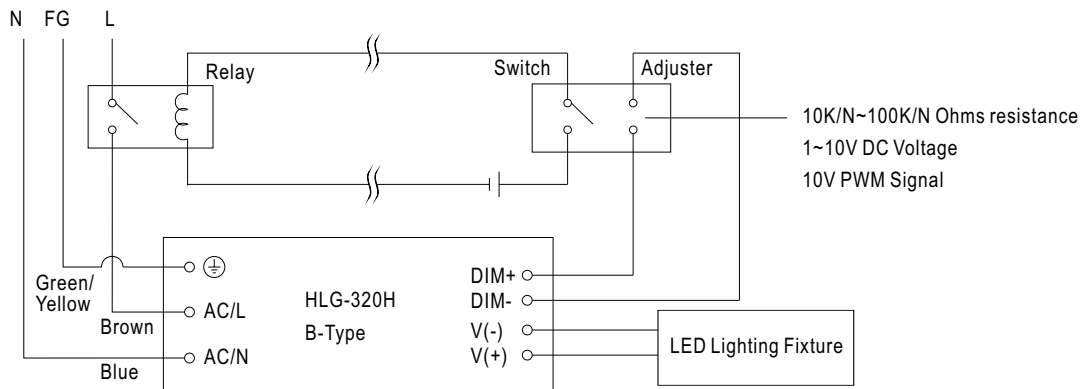 N FG L
Relay
Switch
Adjuster
10K/N~100K/N Ohms resistance
1~10V DC Voltage
10V PWM Signal
Green/
Yellow
Brown
Blue
AC/L
AC/N
HLG-320H
B-Type
DIM+
DIM-
V(-)
V(+)
LED Lighting Fixture